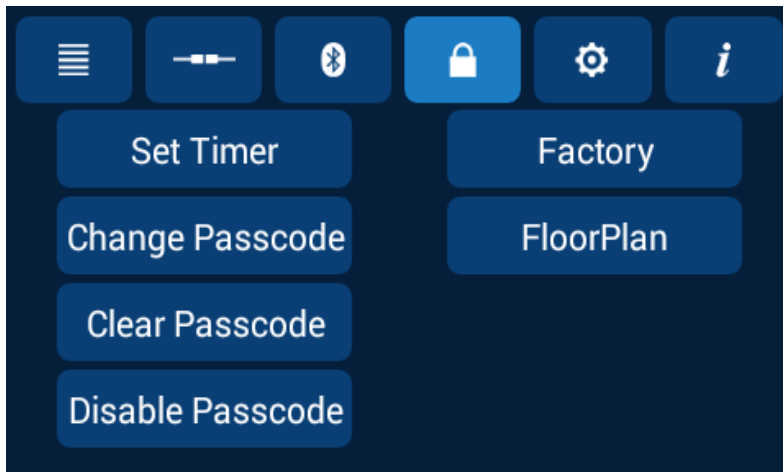 i
Set Timer
Factory
Change Passcode
FloorPlan
Clear Passcode
Disable Passcode